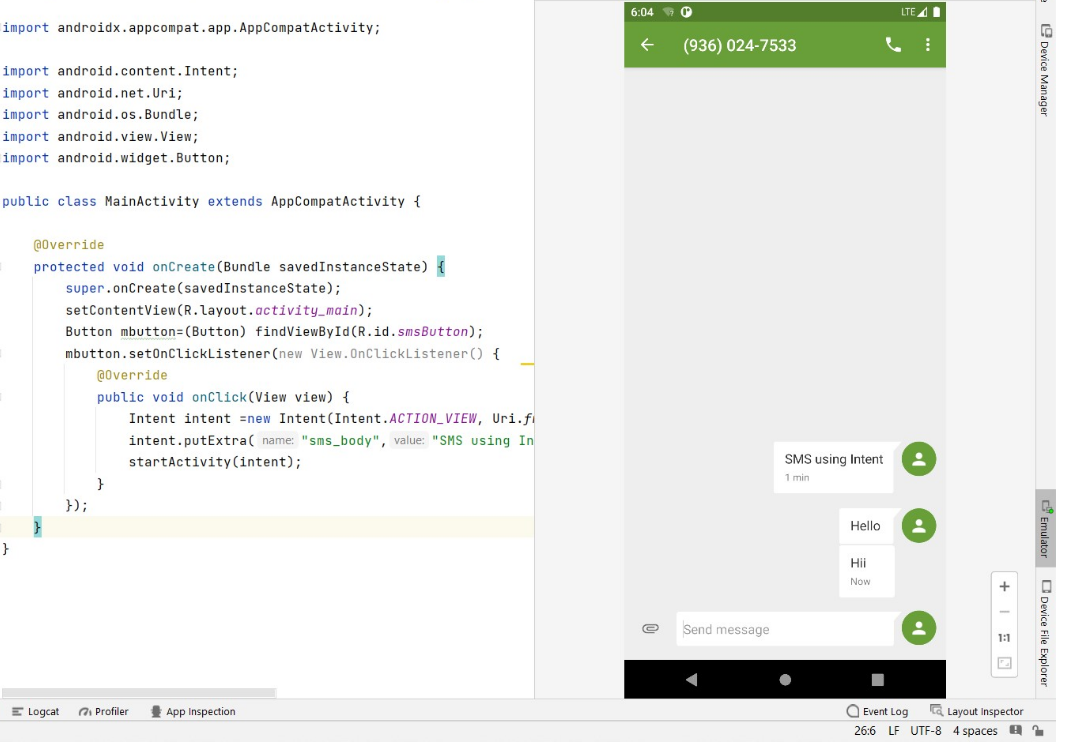 import androidx.appcompat.app.AppCompatActivity;
import android.content.Intent;
import android.net.Uri;
import android.os.Bundle;
import android.view.View;
import android.widget.Button;
public class MainActivity extends AppCompatActivity {
@Override
protected void onCreate(Bundle savedInstanceState) {
super.onCreate(savedInstanceState);
setContentView(R.layout.activity_main);
Button mbutton=(Button) findViewById(R.id.smsButton);
mbutton.setOnClickListener(new View.OnClickListener() {
@Override
public void onClick(View view) {
Intent intent =new Intent(Intent.ACTION_VIEW, Uri.
intent.putExtra( name: "sms_body", value: "SMS using In
startActivity(intent);
}
});
}
}
6:04 LTE
(936) 024-7533
SMS using Intent
1 min
Hello
Hii
Now
Send message
+
−
1:1
Device Manager
Emulator
Device File Explorer
Logcat Profiler App Inspection Event Log Layout Inspector
26:6 LF UTF-8 4 spaces